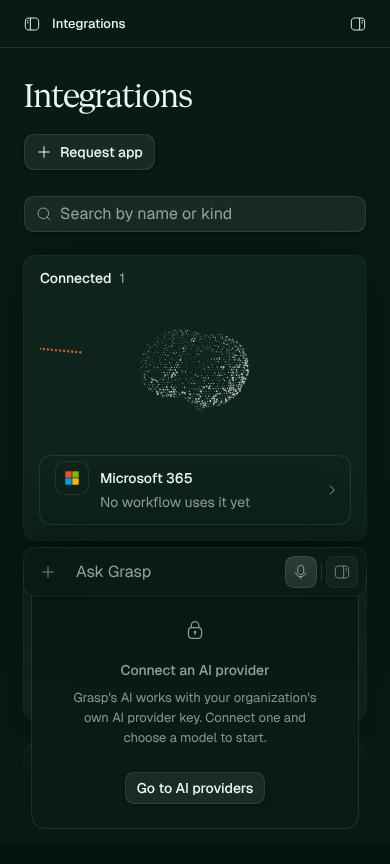 Integrations
Integrations
Request app
Search by name or kind
Connected 1
Microsoft 365
No workflow uses it yet
Ask Grasp
Connect an AI provider
Grasp's AI works with your organization's
own AI provider key. Connect one and
choose a model to start.
Go to AI providers